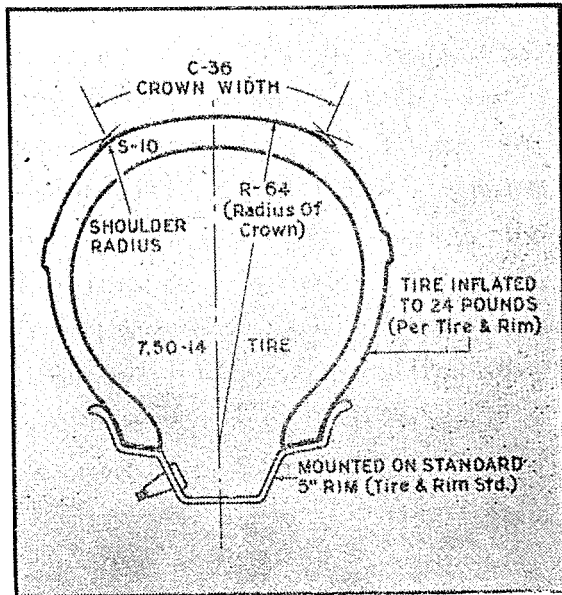 C-36
CROWN WIDTH
S-10
R-64
(Radius Of
Crown)
SHOULDER
RADIUS
TIRE INFLATED
TO 24 POUNDS
(Per Tire & Rim)
7.50-14 TIRE
MOUNTED ON STANDARD
5" RIM (Tire & Rim Std.)